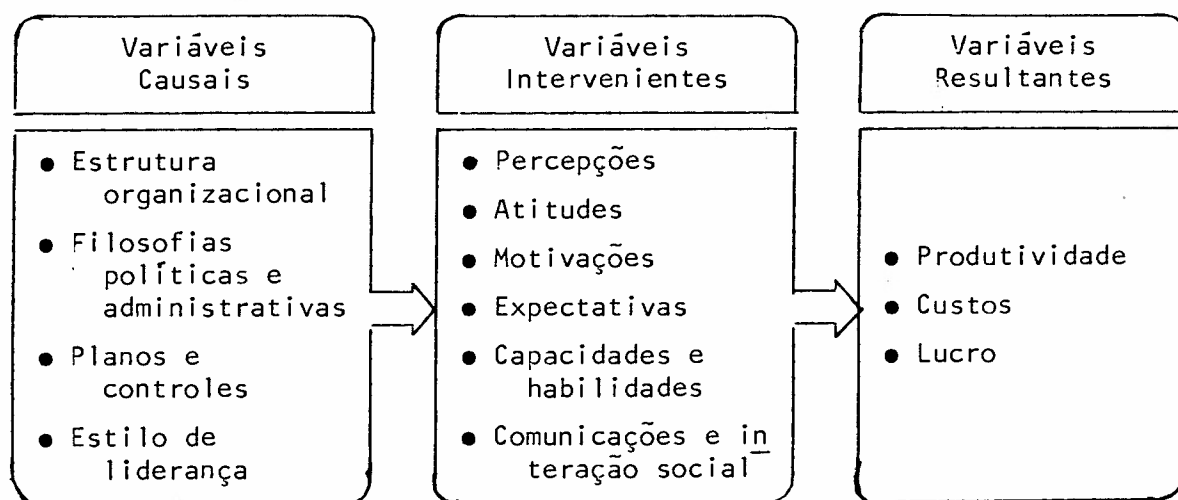 Variáveis
Causais
● Estrutura
organizacional
● Filosofias
políticas e
administrativas
● Planos e
controles
● Estilo de
liderança
Variáveis
Intervenientes
● Percepções
● Atitudes
● Motivações
● Expectativas
● Capacidades e
habilidades
● Comunicações e in
teração social
Variáveis
Resultantes
● Produtividade
● Custos
● Lucro